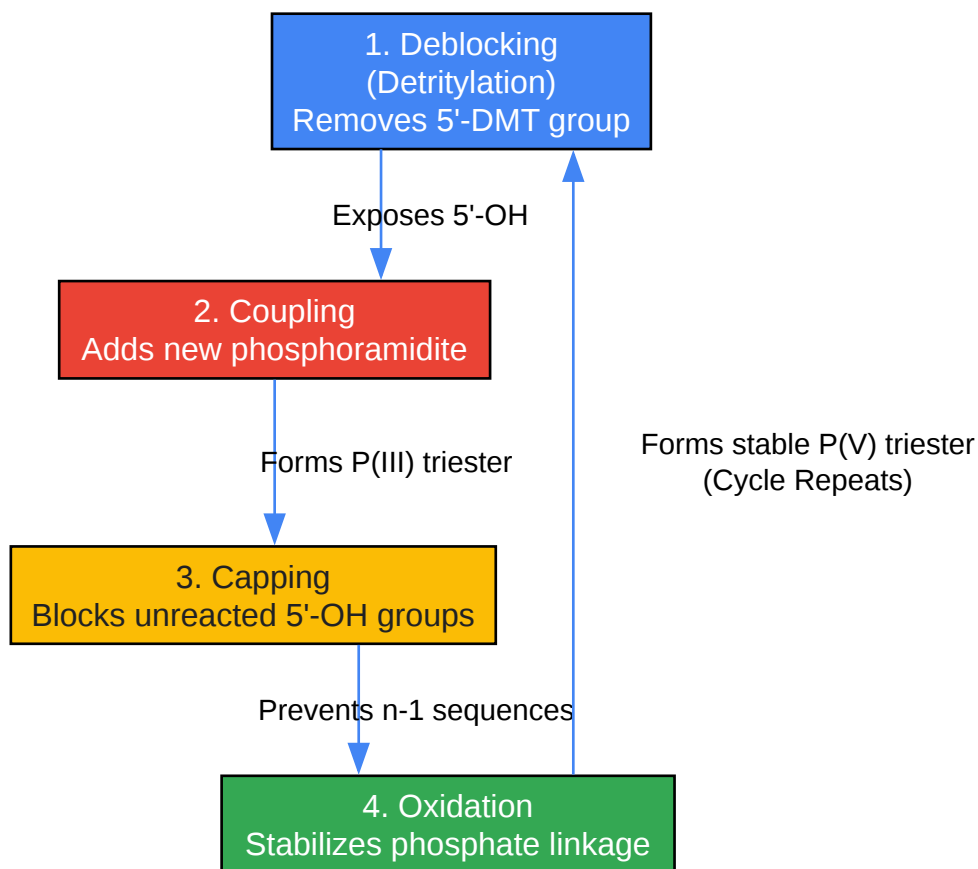 1. Deblocking
(Detritylation)
Removes 5'-DMT group
Exposes 5'-OH
2. Coupling
Adds new phosphoramidite
Forms P(III) triester
Forms stable P(V) triester
(Cycle Repeats)
3. Capping
Blocks unreacted 5'-OH groups
Prevents n-1 sequences
4. Oxidation
Stabilizes phosphate linkage